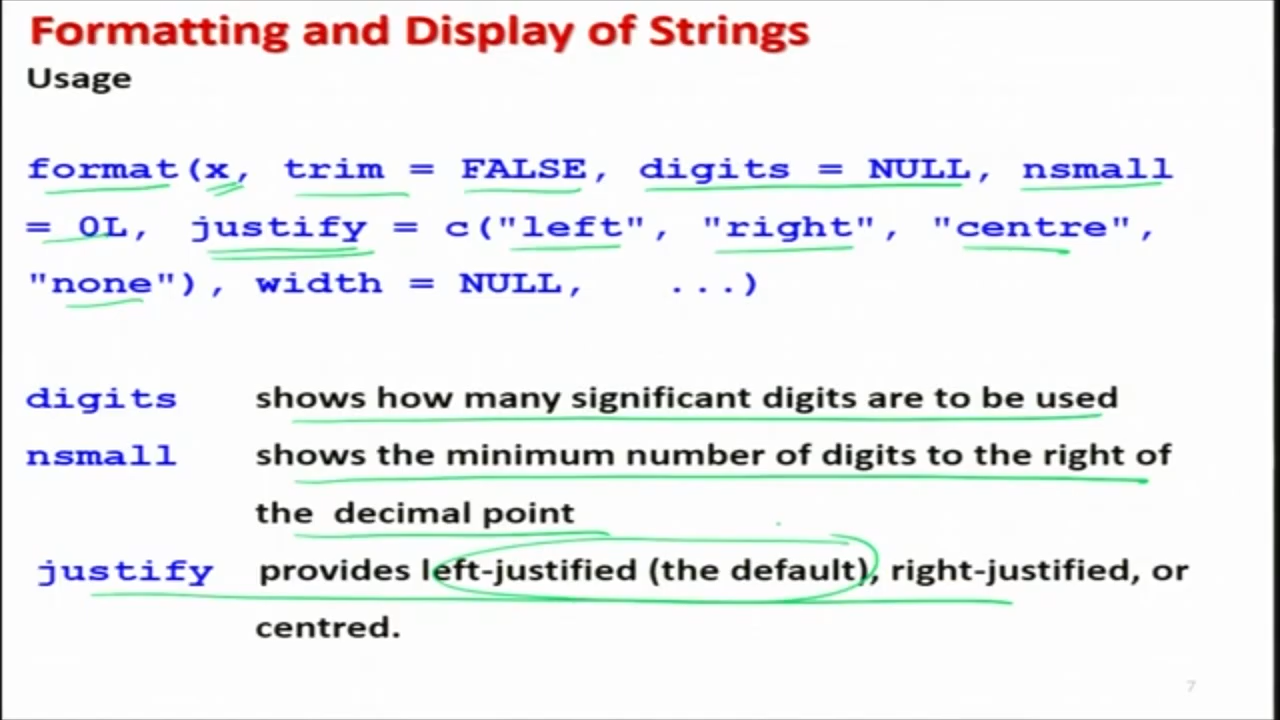 Formatting and Display of Strings
Usage
format(x, trim = FALSE, digits = NULL, nsmall
= 0L, justify = c("left", "right", "centre",
"none"), width = NULL, ...)
digits shows how many significant digits are to be used
nsmall shows the minimum number of digits to the right of
the decimal point
justify provides left-justified (the default), right-justified, or
centred.
7